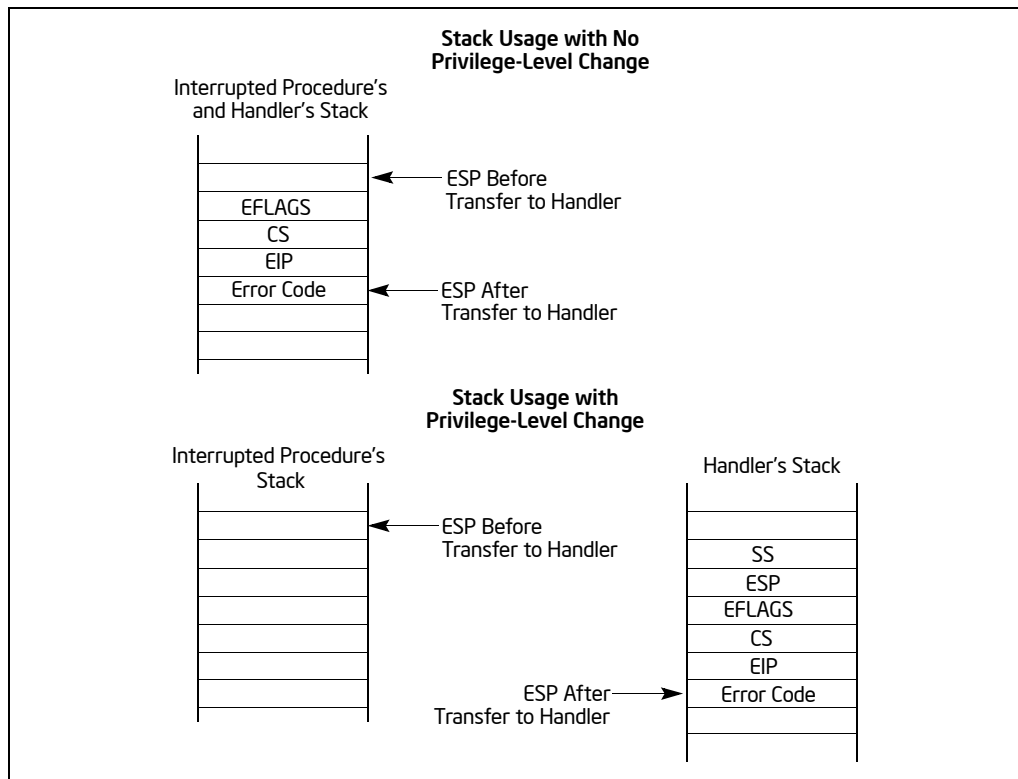 Stack Usage with No
Privilege-Level Change
Interrupted Procedure's
and Handler's Stack
ESP Before
Transfer to Handler
EFLAGS
CS
EIP
Error Code
ESP After
Transfer to Handler
Stack Usage with
Privilege-Level Change
Interrupted Procedure's
Stack
Handler's Stack
ESP Before
Transfer to Handler
SS
ESP
EFLAGS
CS
EIP
ESP After
Transfer to Handler
Error Code